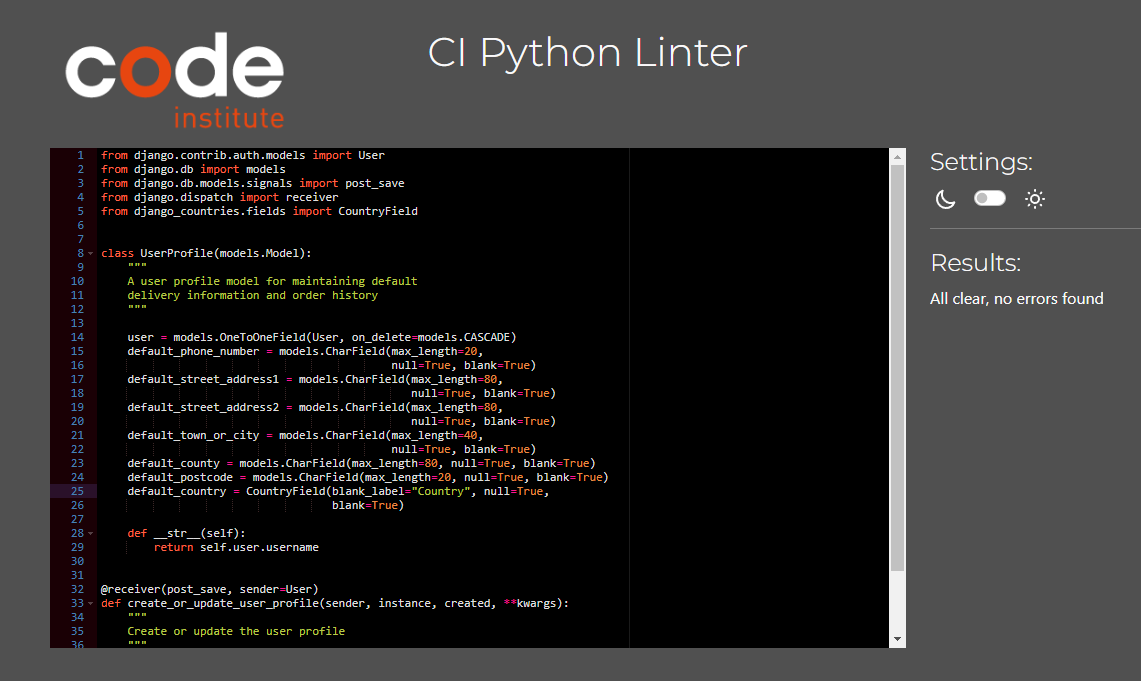 code
institute
CI Python Linter
1 from django.contrib.auth.models import User
2 from django.db import models
3 from django.db.models.signals import post_save
4 from django.dispatch import receiver
5 from django_countries.fields import CountryField
6
7
8 class UserProfile(models.Model):
9     """
10     A user profile model for maintaining default
11     delivery information and order history
12     """
13
14     user = models.OneToOneField(User, on_delete=models.CASCADE)
15     default_phone_number = models.CharField(max_length=20,
16                                             null=True, blank=True)
17     default_street_address1 = models.CharField(max_length=80,
18                                                null=True, blank=True)
19     default_street_address2 = models.CharField(max_length=80,
20                                                null=True, blank=True)
21     default_town_or_city = models.CharField(max_length=40,
22                                             null=True, blank=True)
23     default_county = models.CharField(max_length=80, null=True, blank=True)
24     default_postcode = models.CharField(max_length=20, null=True, blank=True)
25     default_country = CountryField(blank_label="Country", null=True,
26                                    blank=True)
27
28     def __str__(self):
29         return self.user.username
30
31
32 @receiver(post_save, sender=User)
33 def create_or_update_user_profile(sender, instance, created, **kwargs):
34     """
35     Create or update the user profile
36     """
Settings:
Results:
All clear, no errors found